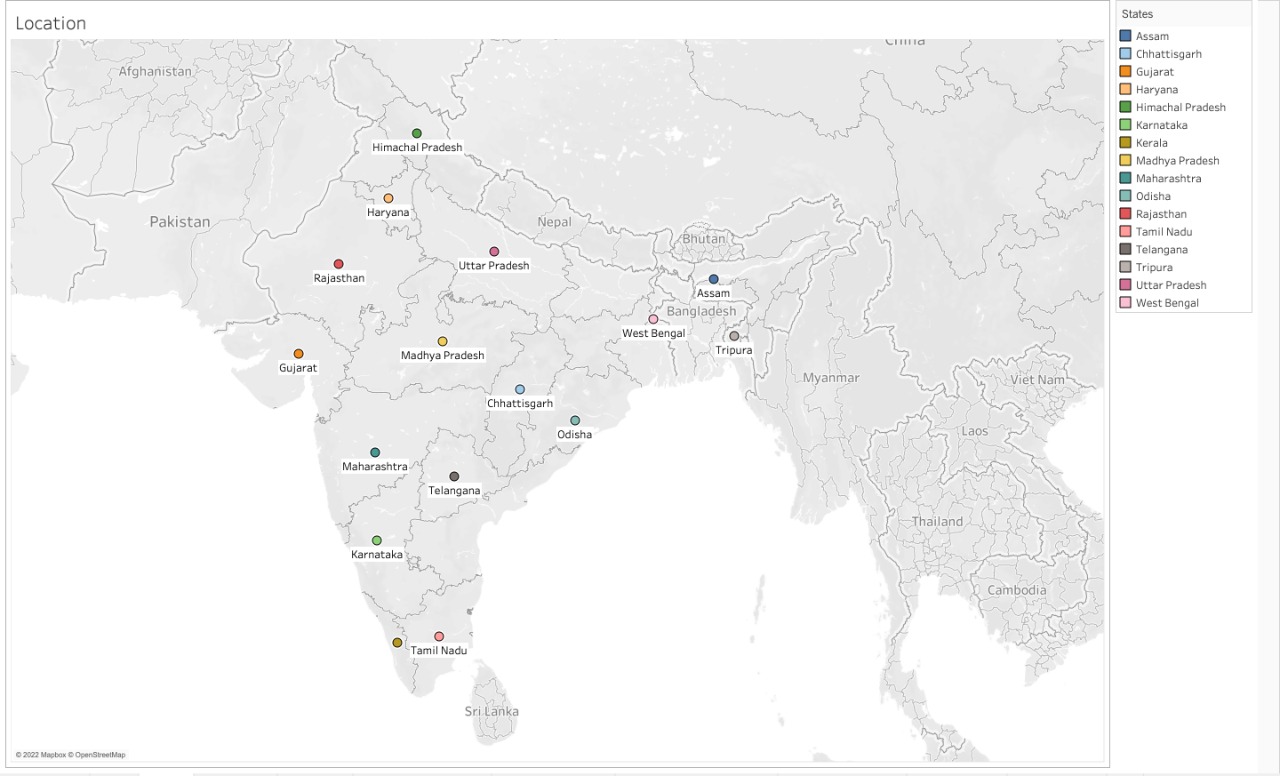 Location
States
Assam
Chhattisgarh
Gujarat
Haryana
Himachal Pradesh
Karnataka
Kerala
Madhya Pradesh
Maharashtra
Odisha
Rajasthan
Tamil Nadu
Telangana
Tripura
Uttar Pradesh
West Bengal
China
Afghanistan
Himachal Pradesh
Haryana
Pakistan
Nepal
Bhutan
Uttar Pradesh
Rajasthan
Assam
Bangladesh
West Bengal
Tripura
Madhya Pradesh
Gujarat
Myanmar
Viet Nam
Chhattisgarh
Laos
Odisha
Maharashtra
Telangana
Thailand
Karnataka
Cambodia
Tamil Nadu
Sri Lanka
© 2022 Mapbox © OpenStreetMap